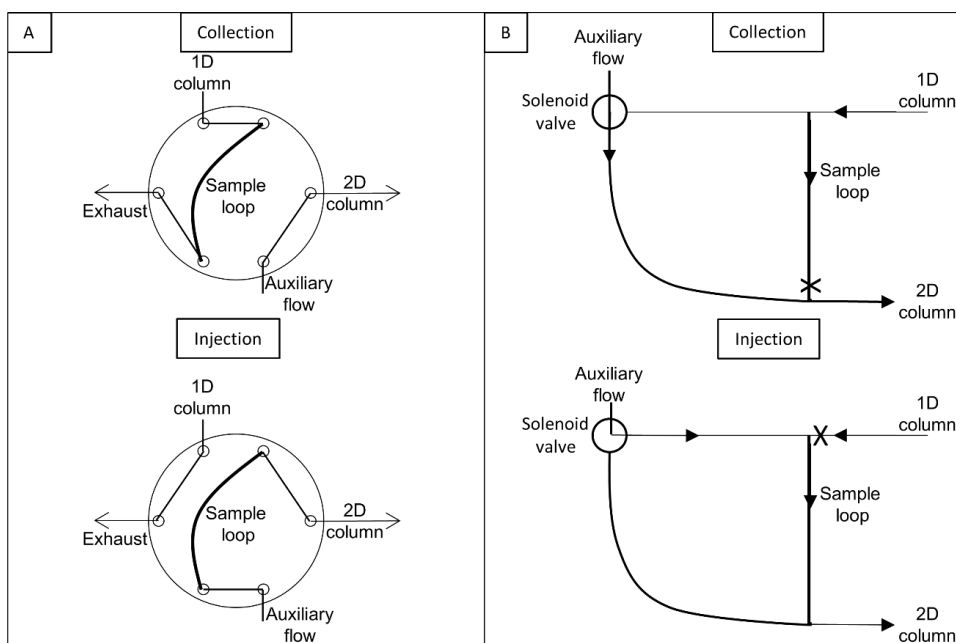 A
Collection
1D
column
Sample
loop
2D
column
Exhaust
Auxiliary
flow
Injection
1D
column
Sample
loop
2D
column
Exhaust
Auxiliary
flow
B
Auxiliary
flow
Collection
Solenoid
valve
1D
column
Sample
loop
2D
column
Injection
Auxiliary
flow
Solenoid
valve
1D
column
Sample
loop
2D
column